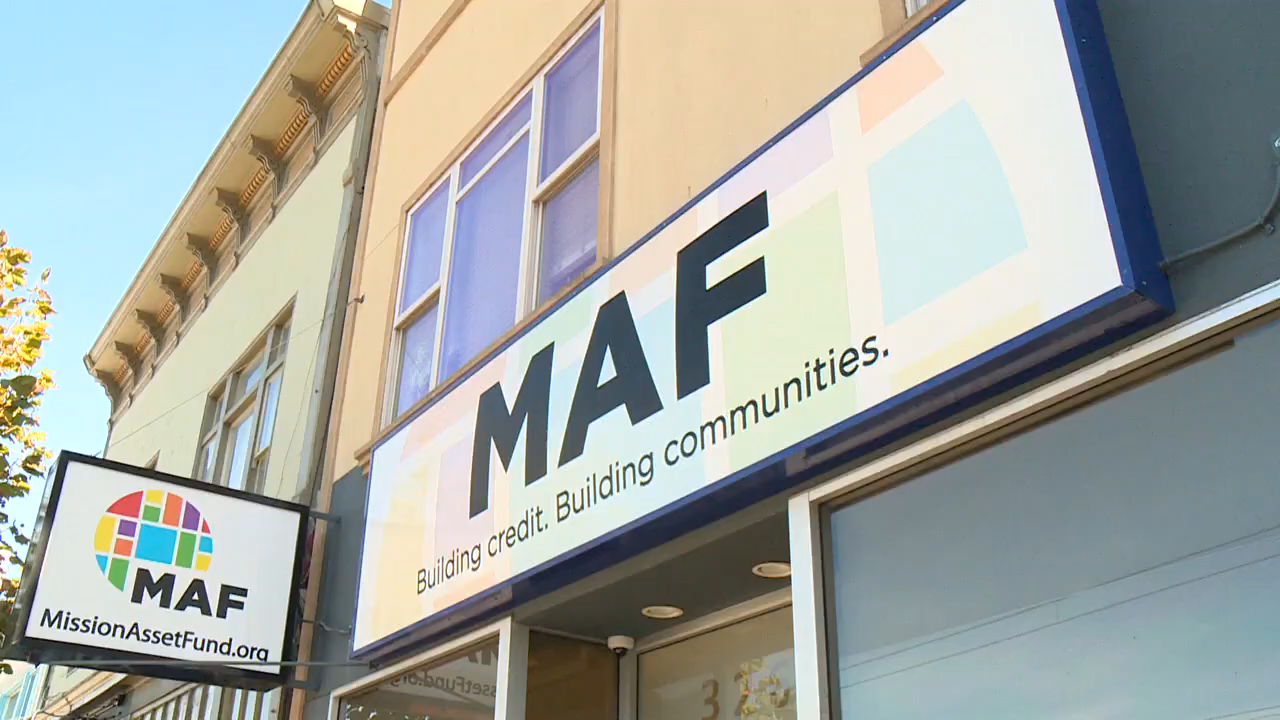 MAF
Building credit. Building communities.
MAF
MissionAssetFund.org